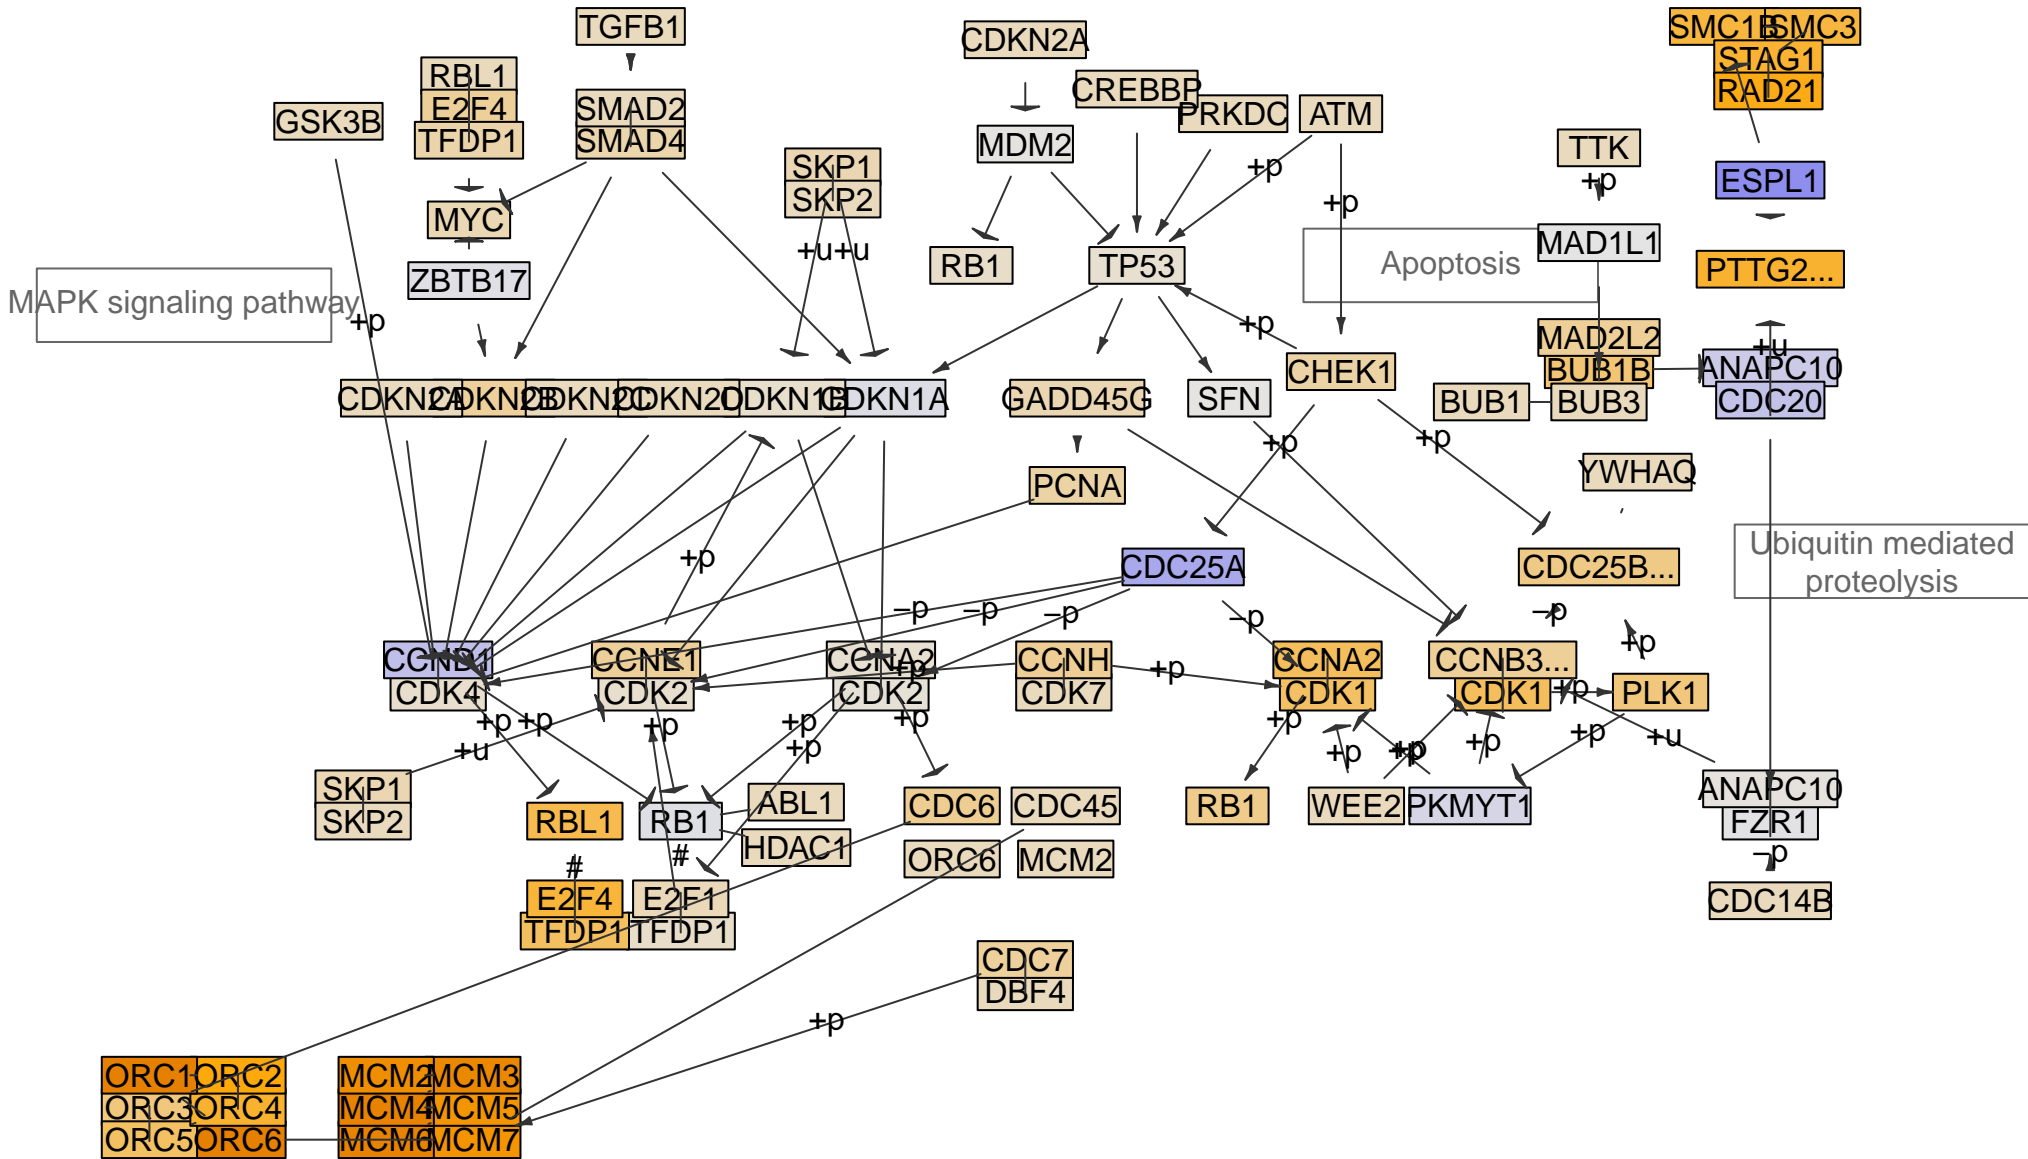 TGFB1
CDKN2A
SMC1B
SMC3
STAG1
RAD21
RBL1
E2F4
TFDP1
GSK3B
SMAD2
SMAD4
CREBBP
PRKDC
ATM
MDM2
TTK
+p
SKP1
SKP2
ESPL1
+p
+p
MYC
+u
+u
RB1
TP53
Apoptosis
MAD1L1
PTTG2...
ZBTB17
MAPK signaling pathway
+p
+p
MAD2L2
+u
BUB1B
ANAPC10
CHEK1
CDKN2A
CDKN2B
CDKN2C
CDKN2D
CDKN1B
CDKN1A
GADD45G
SFN
BUB1
BUB3
CDC20
+p
+p
PCNA
YWHAQ
+p
CDC25A
CDC25B...
Ubiquitin mediated
proteolysis
−p
−p
−p
−p
−p
+p
CCND1
CDK4
CCNE1
CDK2
CCNA2
CDK2
+p
CCNH
CDK7
+p
CCNA2
CDK1
CCNB3...
CDK1
+p
PLK1
+p
+p
+u
+p
+p
+p
+p
+p
+p
+p
+p
+p
+p
+u
SKP1
SKP2
RBL1
RB1
ABL1
HDAC1
CDC6
CDC45
ORC6
MCM2
RB1
WEE2
PKMYT1
ANAPC10
FZR1
−p
CDC14B
#
#
E2F4
TFDP1
E2F1
TFDP1
CDC7
DBF4
+p
ORC1
ORC2
MCM2
MCM3
ORC3
ORC4
MCM4
MCM5
ORC5
ORC6
MCM6
MCM7